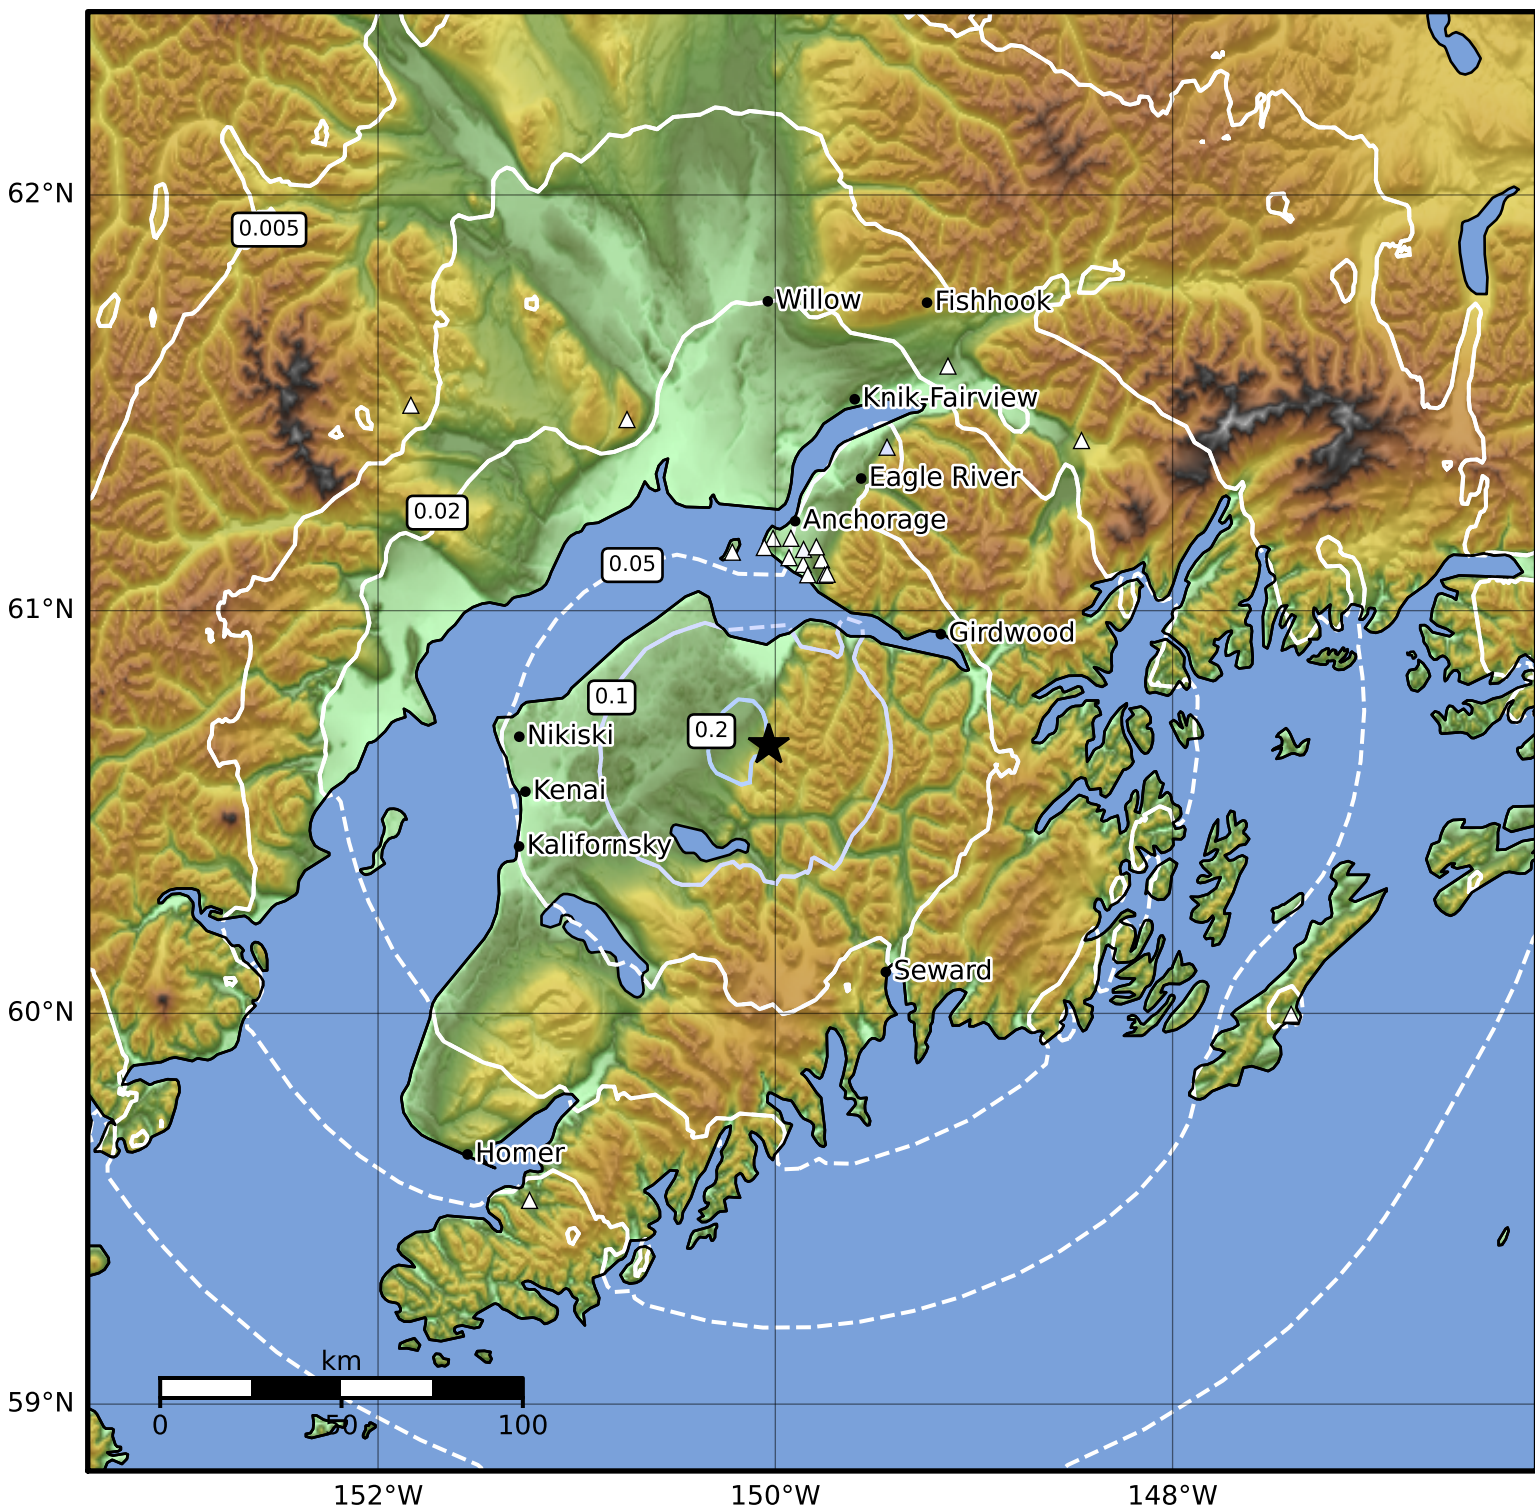 62°N
0.005
Willow
Fishhook
Knik-Fairview
Eagle River
0.02
Anchorage
0.05
61°N
Girdwood
0.1
0.2
Nikiski
Kenai
Kalifornsky
Seward
60°N
Homer
km
59°N
0
50
100
152°W
150°W
148°W